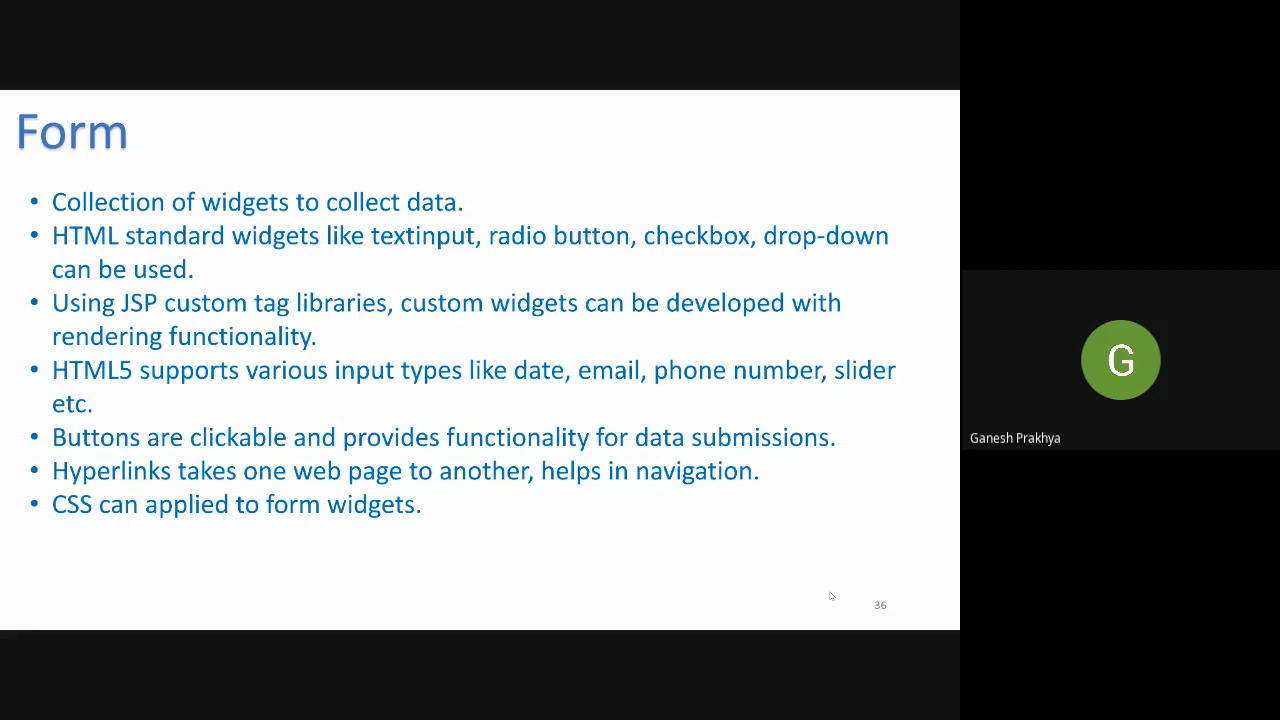 Form
• Collection of widgets to collect data.
• HTML standard widgets like textinput, radio button, checkbox, drop-down
can be used.
• Using JSP custom tag libraries, custom widgets can be developed with
rendering functionality.
• HTML5 supports various input types like date, email, phone number, slider
etc.
• Buttons are clickable and provides functionality for data submissions.
• Hyperlinks takes one web page to another, helps in navigation.
• CSS can applied to form widgets.
36
G
Ganesh Prakhya